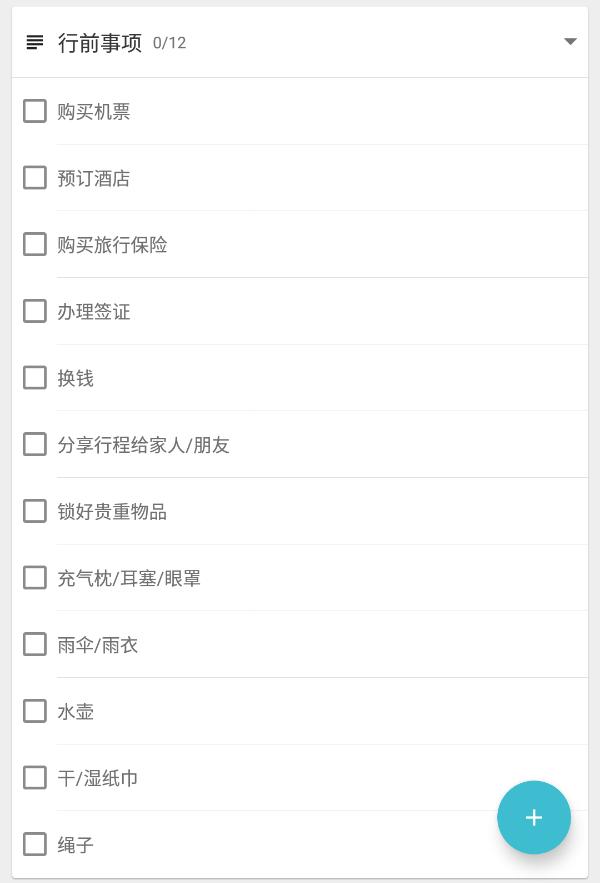 行前事项 0/12
购买机票
预订酒店
购买旅行保险
办理签证
换钱
分享行程给家人/朋友
锁好贵重物品
充气枕/耳塞/眼罩
雨伞/雨衣
水壶
干/湿纸巾
绳子